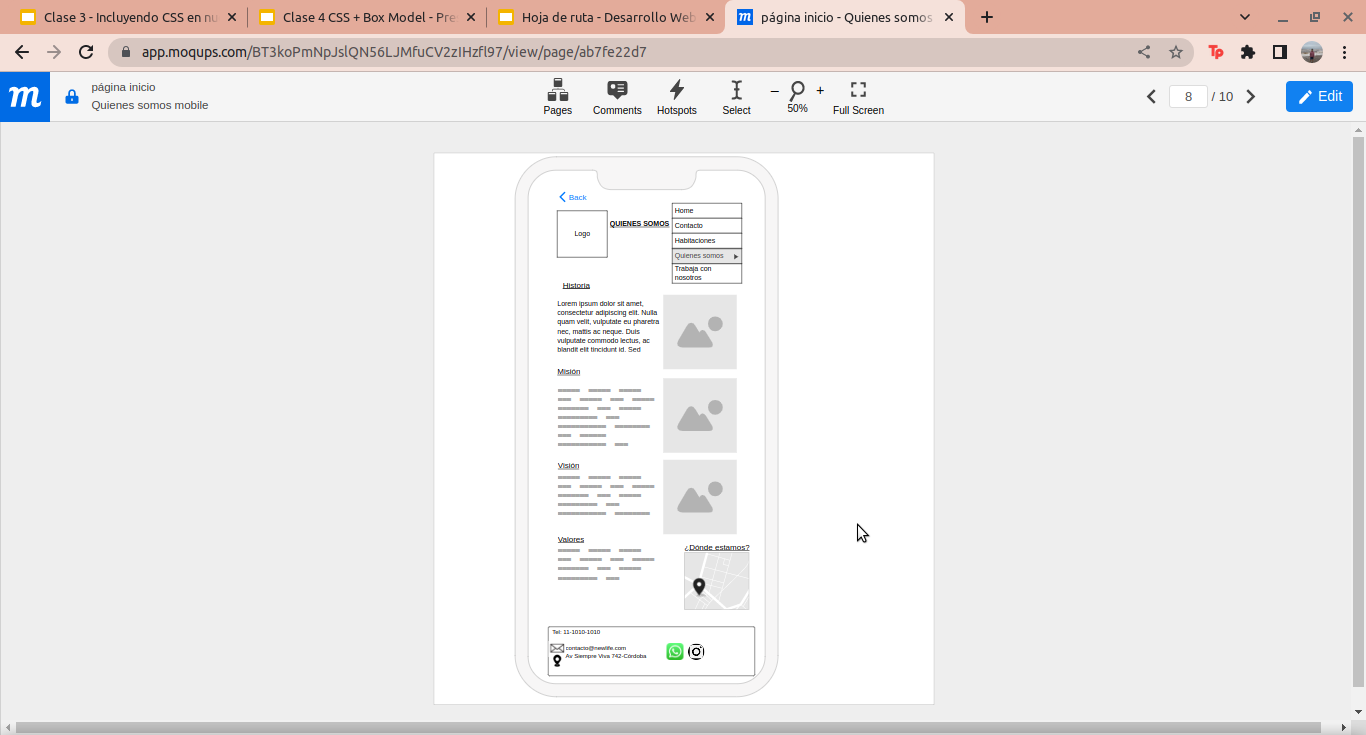 Clase 3 - Incluyendo CSS en nu
Clase 4 CSS + Box Model - Pre
Hoja de ruta - Desarrollo Web
página inicio - Quienes somos
app.moqups.com/BT3koPmNpJslQN56LJMfuCV2zIHzfl97/view/page/ab7fe22d7
Tp
m
página inicio
Quienes somos mobile
Pages
Comments
Hotspots
Select
50%
Full Screen
8 / 10
Edit
Back
Logo
QUIENES SOMOS
Home
Contacto
Habitaciones
Quienes somos
Trabaja con
nosotros
Historia
Lorem ipsum dolor sit amet,
consectetur adipiscing elit. Nulla
quam velit, vulputate eu pharetra
nec, mattis ac neque. Duis
vulputate commodo lectus, ac
blandit elit tincidunt id. Sed
Misión
Visión
Valores
¿Dónde estamos?
Tel: 11-1010-1010
contacto@newlife.com
Av Siempre Viva 742-Córdoba